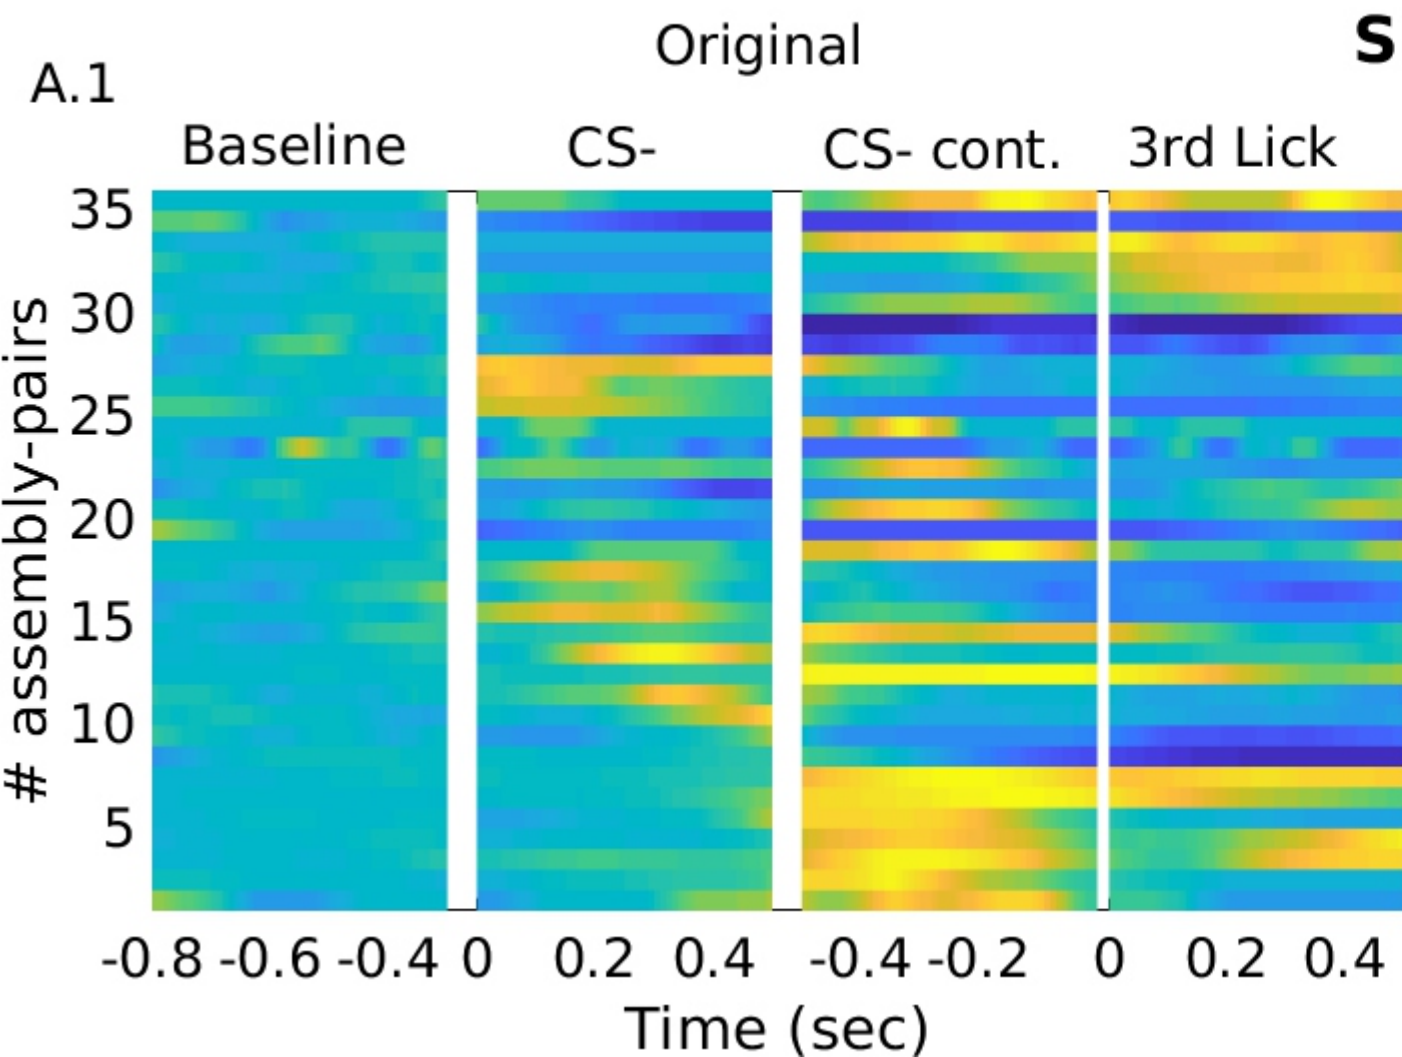 Original
S
A.1
Baseline CS- CS- cont. 3rd Lick
35
30
25
20
15
10
5
# assembly-pairs
-0.8 -0.6 -0.4 0 0.2 0.4 -0.4 -0.2 0 0.2 0.4
Time (sec)